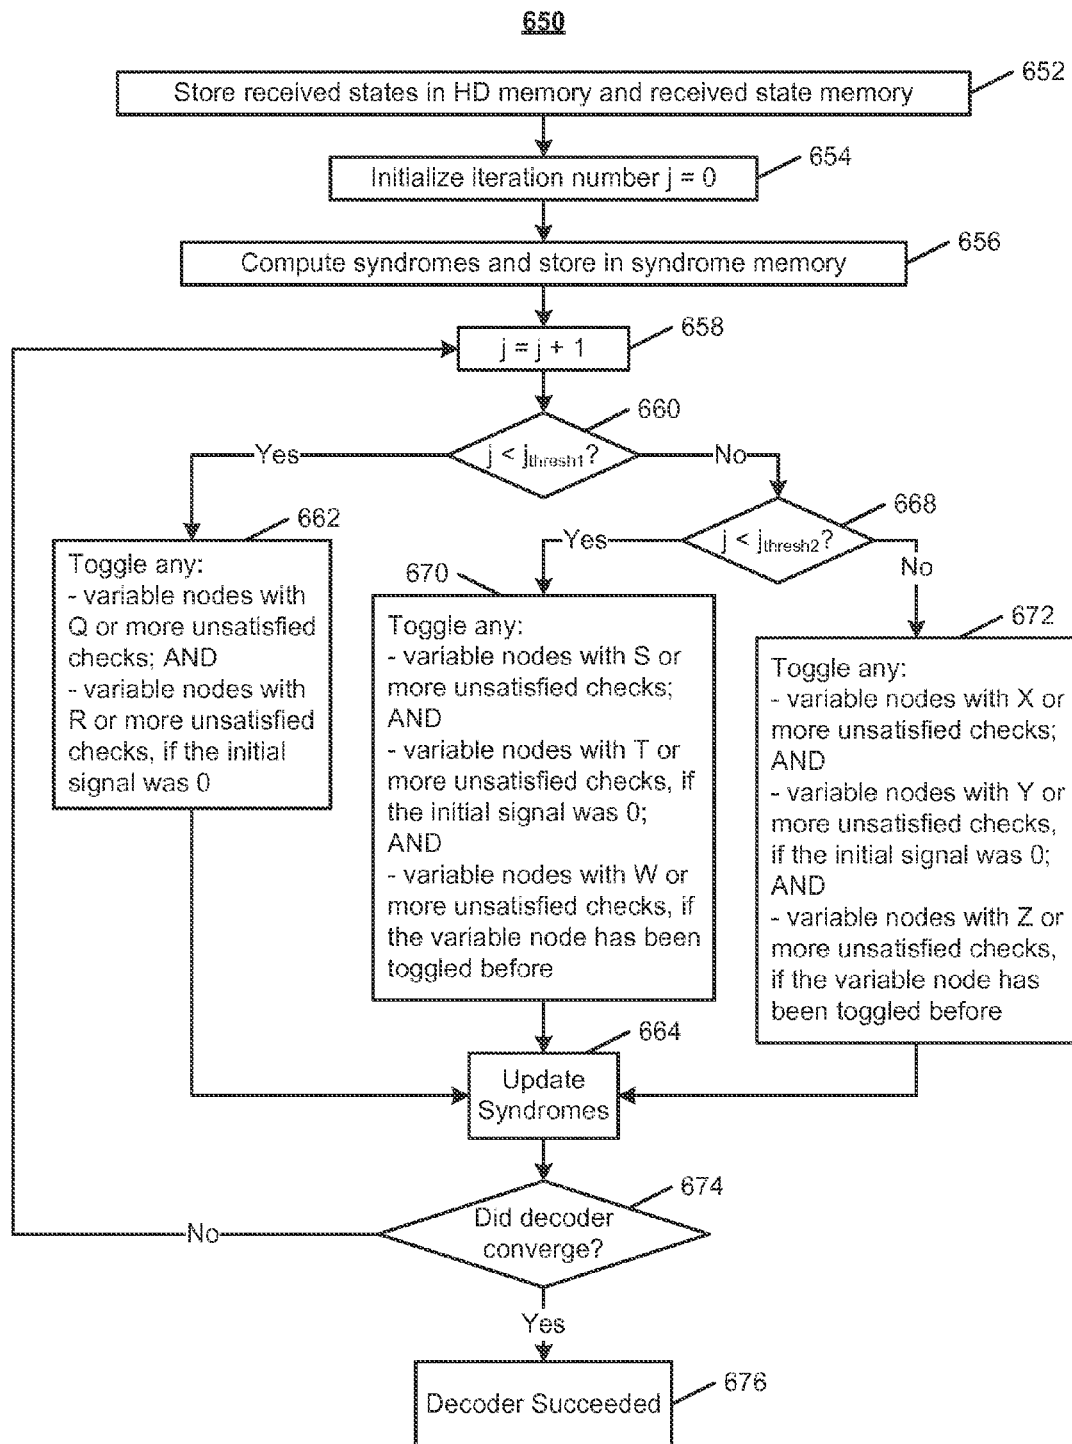 650
Store received states in HD memory and received state memory
652
Initialize iteration number j = 0
654
Compute syndromes and store in syndrome memory
656
j = j + 1
658
j < jthresh1?
660
Yes
No
662
Toggle any:
- variable nodes with
Q or more unsatisfied
checks; AND
- variable nodes with
R or more unsatisfied
checks, if the initial
signal was 0
j < jthresh2?
668
Yes
No
670
Toggle any:
- variable nodes with S or
more unsatisfied checks;
AND
- variable nodes with T or
more unsatisfied checks, if
the initial signal was 0;
AND
- variable nodes with W or
more unsatisfied checks, if
the variable node has been
toggled before
672
Toggle any:
- variable nodes with X or
more unsatisfied checks;
AND
- variable nodes with Y or
more unsatisfied checks,
if the initial signal was 0;
AND
- variable nodes with Z or
more unsatisfied checks,
if the variable node has
been toggled before
664
Update
Syndromes
674
Did decoder
converge?
No
Yes
Decoder Succeeded
676